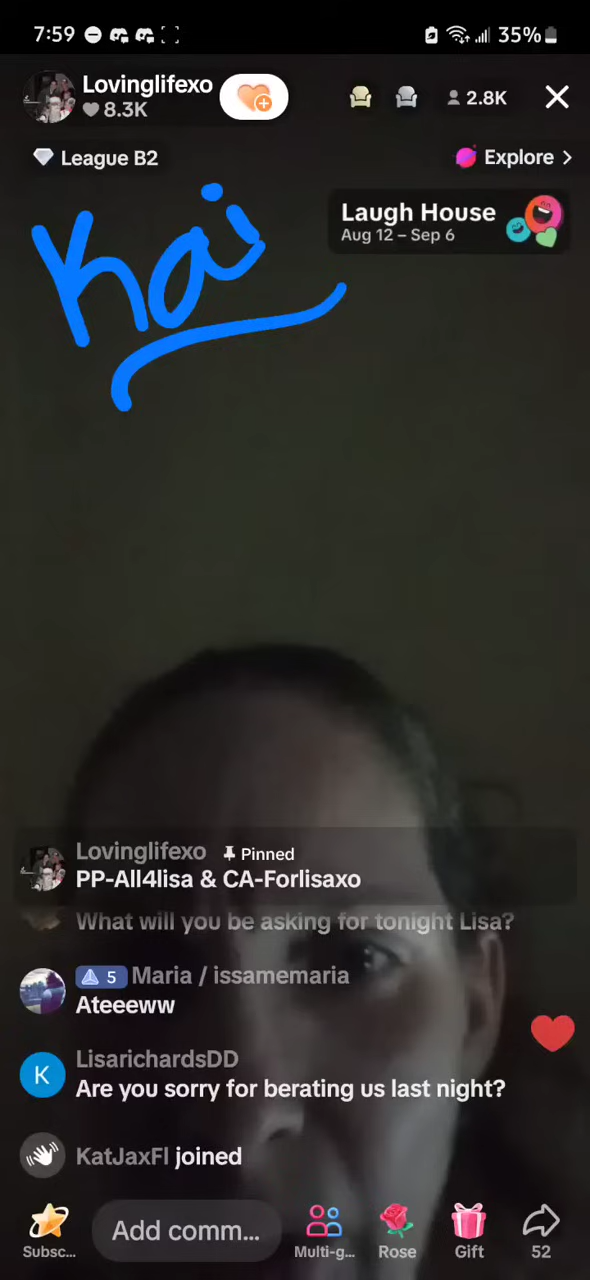 7:59
35%
Lovinglifexo
8.3K
2.8K
League B2
Explore >
Kai
Laugh House
Aug 12 – Sep 6
Lovinglifexo Pinned
PP-All4lisa & CA-Forlisaxo
What will you be asking for tonight Lisa?
5 Maria / issamemaria
Ateeeww
K
LisarichardsDD
Are you sorry for berating us last night?
KatJaxFl joined
Add comm...
Subsc...
Multi-g...
Rose
Gift
52